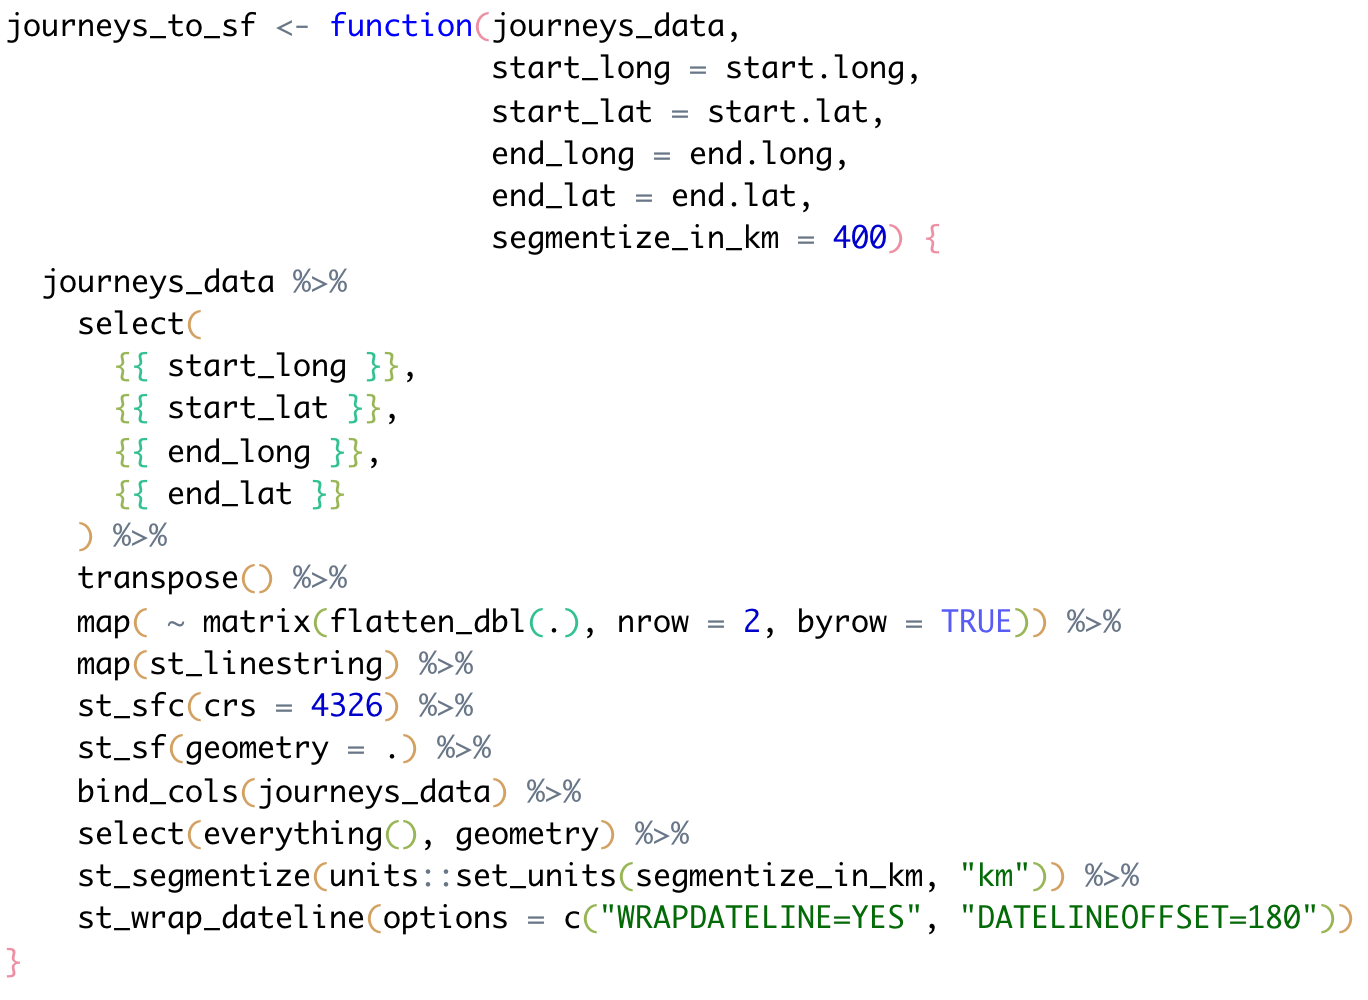 journeys_to_sf <- function(journeys_data,
                           start_long = start.long,
                           start_lat = start.lat,
                           end_long = end.long,
                           end_lat = end.lat,
                           segmentize_in_km = 400) {
  journeys_data %>%
    select(
      {{ start_long }},
      {{ start_lat }},
      {{ end_long }},
      {{ end_lat }}
    ) %>%
    transpose() %>%
    map( ~ matrix(flatten_dbl(.), nrow = 2, byrow = TRUE)) %>%
    map(st_linestring) %>%
    st_sfc(crs = 4326) %>%
    st_sf(geometry = .) %>%
    bind_cols(journeys_data) %>%
    select(everything(), geometry) %>%
    st_segmentize(units::set_units(segmentize_in_km, "km")) %>%
    st_wrap_dateline(options = c("WRAPDATELINE=YES", "DATELINEOFFSET=180"))
}